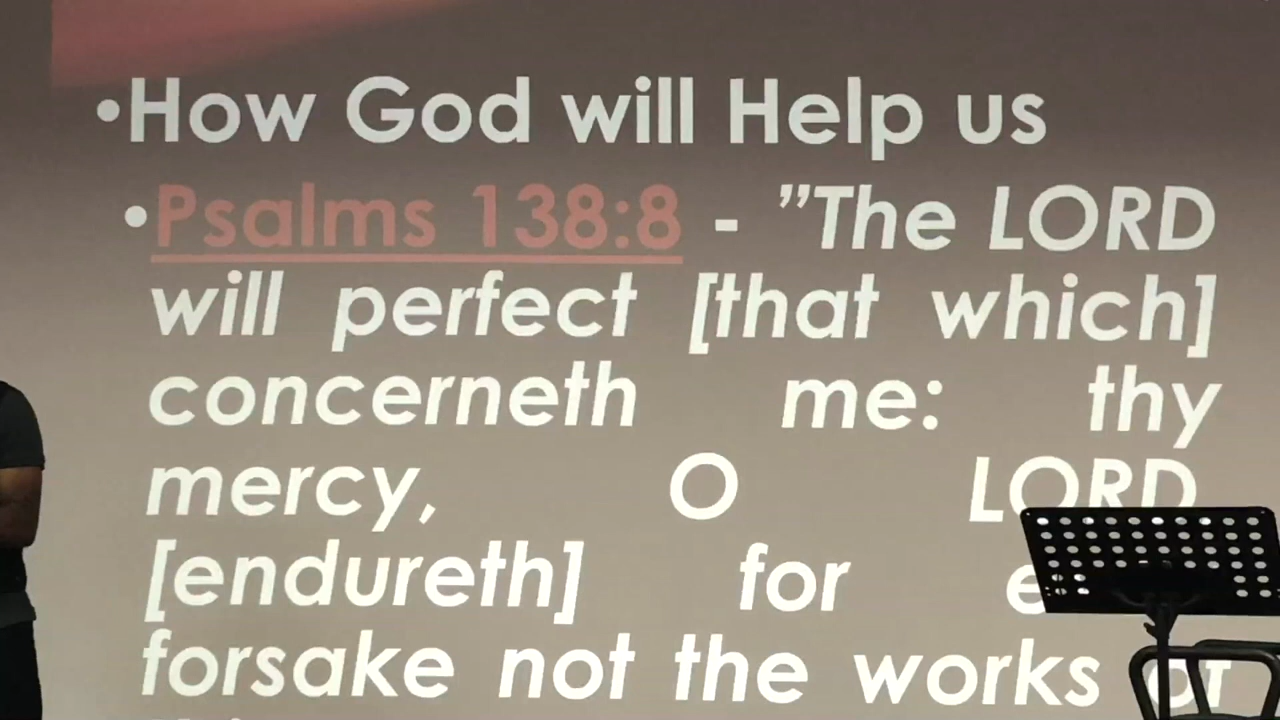 •How God will Help us
•Psalms 138:8 - ”The LORD
will perfect [that which]
concerneth me: thy
mercy, O LORD
[endureth] for
forsake not the works of